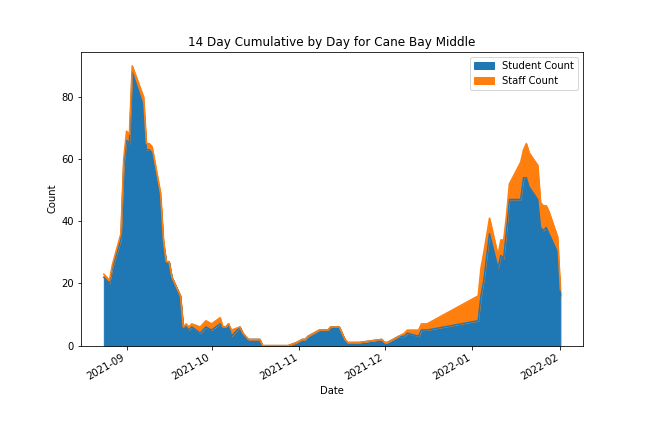 14 Day Cumulative by Day for Cane Bay Middle
Student Count
Staff Count
80
60
40
20
0
Count
2021-09
2021-10
2021-11
2021-12
2022-01
2022-02
Date